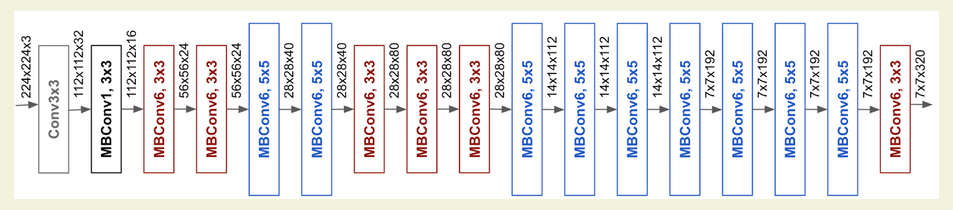 224x224x3
Conv3x3
112x112x32
MBConv1, 3x3
112x112x16
MBConv6, 3x3
56x56x24
MBConv6, 3x3
56x56x24
MBConv6, 5x5
28x28x40
MBConv6, 5x5
28x28x40
MBConv6, 3x3
28x28x80
MBConv6, 3x3
28x28x80
MBConv6, 3x3
28x28x80
MBConv6, 5x5
14x14x112
MBConv6, 5x5
14x14x112
MBConv6, 5x5
14x14x112
MBConv6, 5x5
7x7x192
MBConv6, 5x5
7x7x192
MBConv6, 5x5
7x7x192
MBConv6, 5x5
7x7x192
MBConv6, 3x3
7x7x320